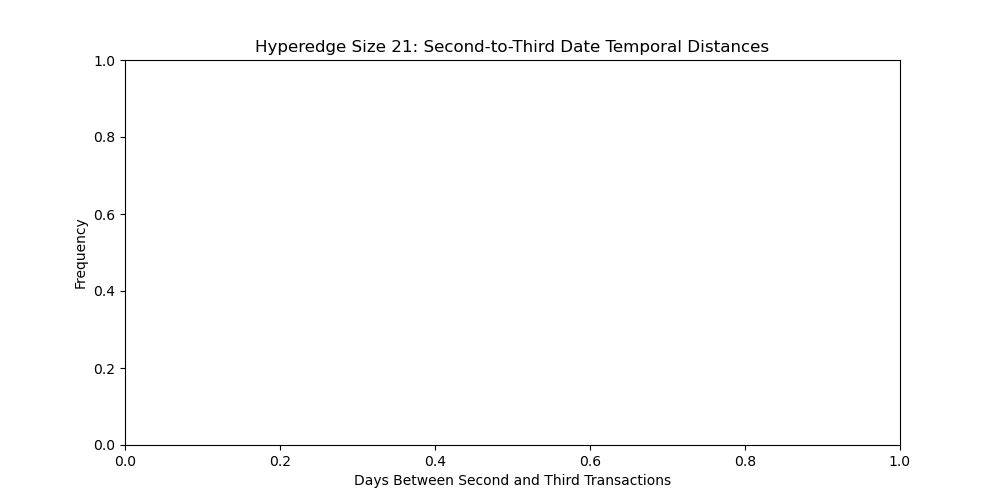 Hyperedge Size 21: Second-to-Third Date Temporal Distances
1.0
0.8
0.6
0.4
0.2
0.0
Frequency
0.0 0.2 0.4 0.6 0.8 1.0
Days Between Second and Third Transactions